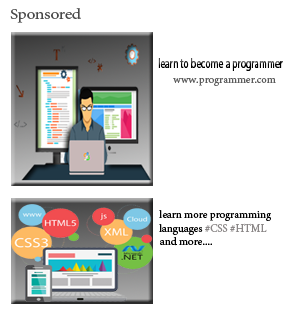 Sponsored
learn to become a programmer
www.programmer.com
www
HTML5
js
Cloud
XML
CSS3
.NET
learn more programming
languages #CSS #HTML
and more....